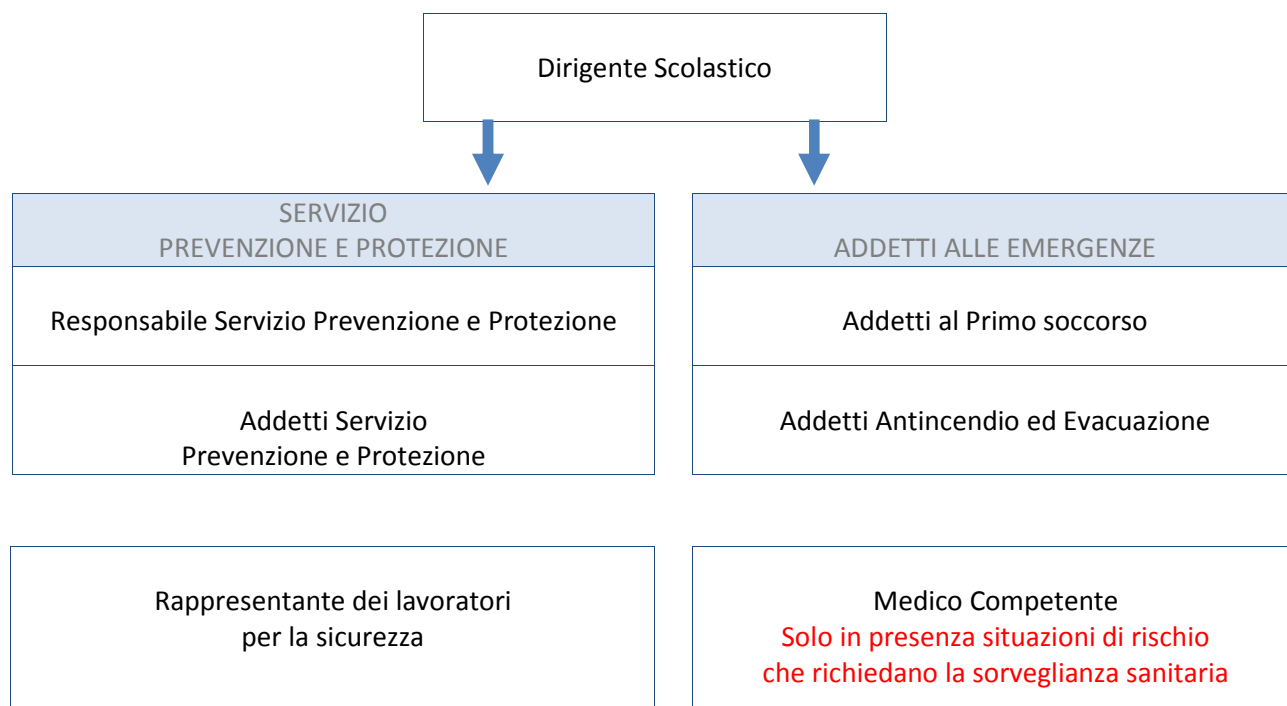 Dirigente Scolastico
SERVIZIO
PREVENZIONE E PROTEZIONE
Responsabile Servizio Prevenzione e Protezione
Addetti Servizio
Prevenzione e Protezione
ADDETTI ALLE EMERGENZE
Addetti al Primo soccorso
Addetti Antincendio ed Evacuazione
Rappresentante dei lavoratori
per la sicurezza
Medico Competente
Solo in presenza situazioni di rischio
che richiedano la sorveglianza sanitaria